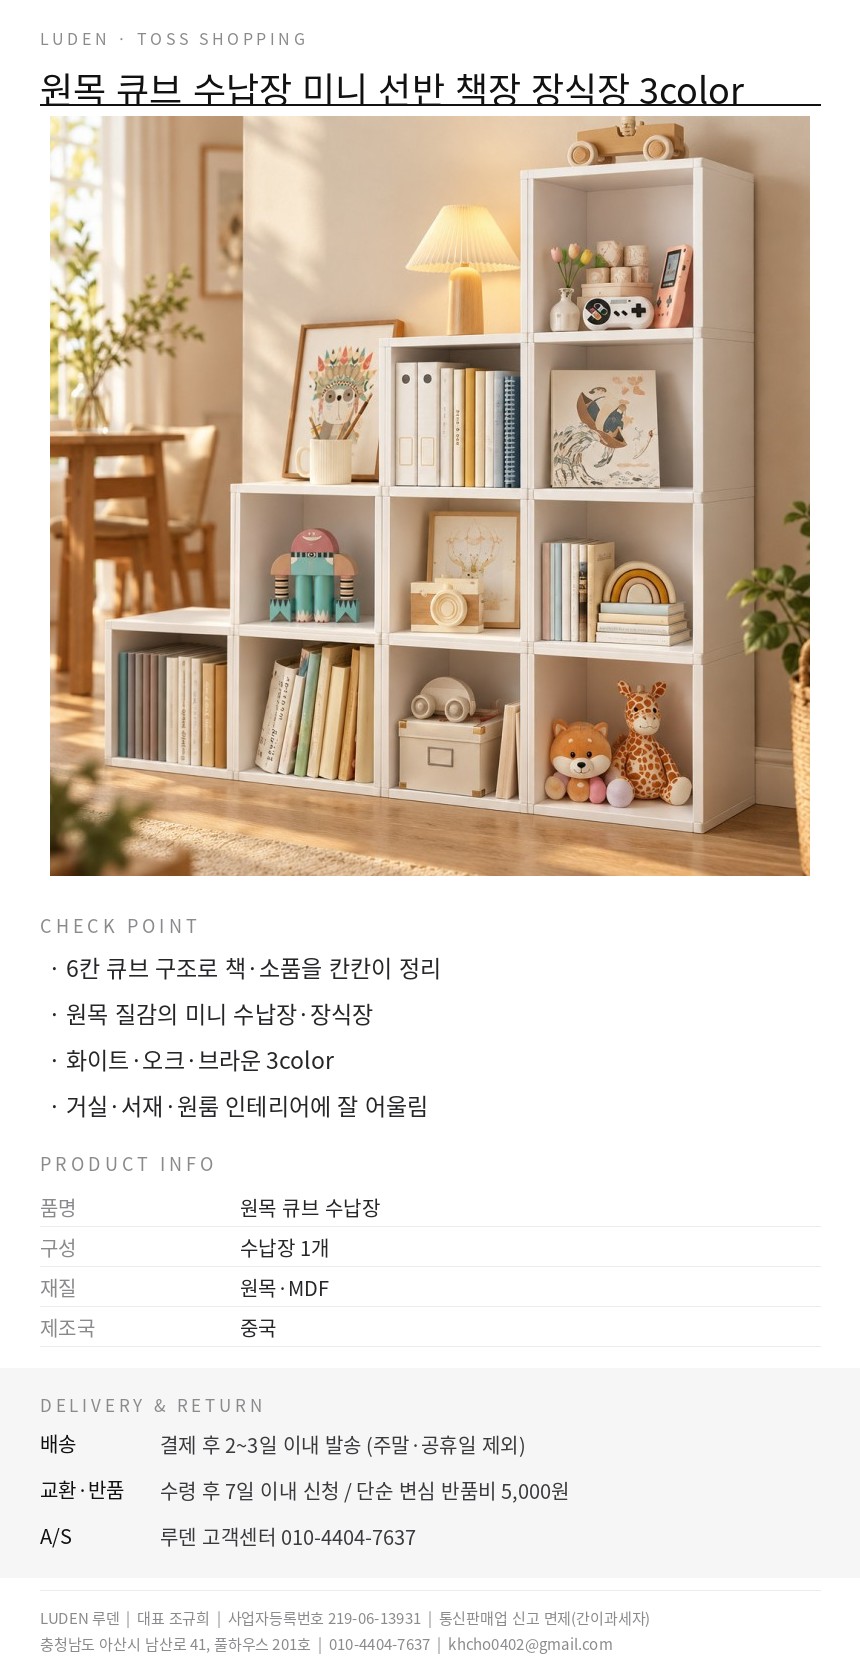 LUDEN · TOSS SHOPPING
원목 큐브 수납장 미니 선반 책장 장식장 3color
CHECK POINT
· 6칸 큐브 구조로 책·소품을 칸칸이 정리
· 원목 질감의 미니 수납장·장식장
· 화이트·오크·브라운 3color
· 거실·서재·원룸 인테리어에 잘 어울림
PRODUCT INFO
품명 원목 큐브 수납장
구성 수납장 1개
재질 원목·MDF
제조국 중국
DELIVERY & RETURN
배송 결제 후 2~3일 이내 발송 (주말·공휴일 제외)
교환·반품 수령 후 7일 이내 신청 / 단순 변심 반품비 5,000원
A/S 루덴 고객센터 010-4404-7637
LUDEN 루덴 | 대표 조규희 | 사업자등록번호 219-06-13931 | 통신판매업 신고 면제(간이과세자)
충청남도 아산시 남산로 41, 풀하우스 201호 | 010-4404-7637 | khcho0402@gmail.com